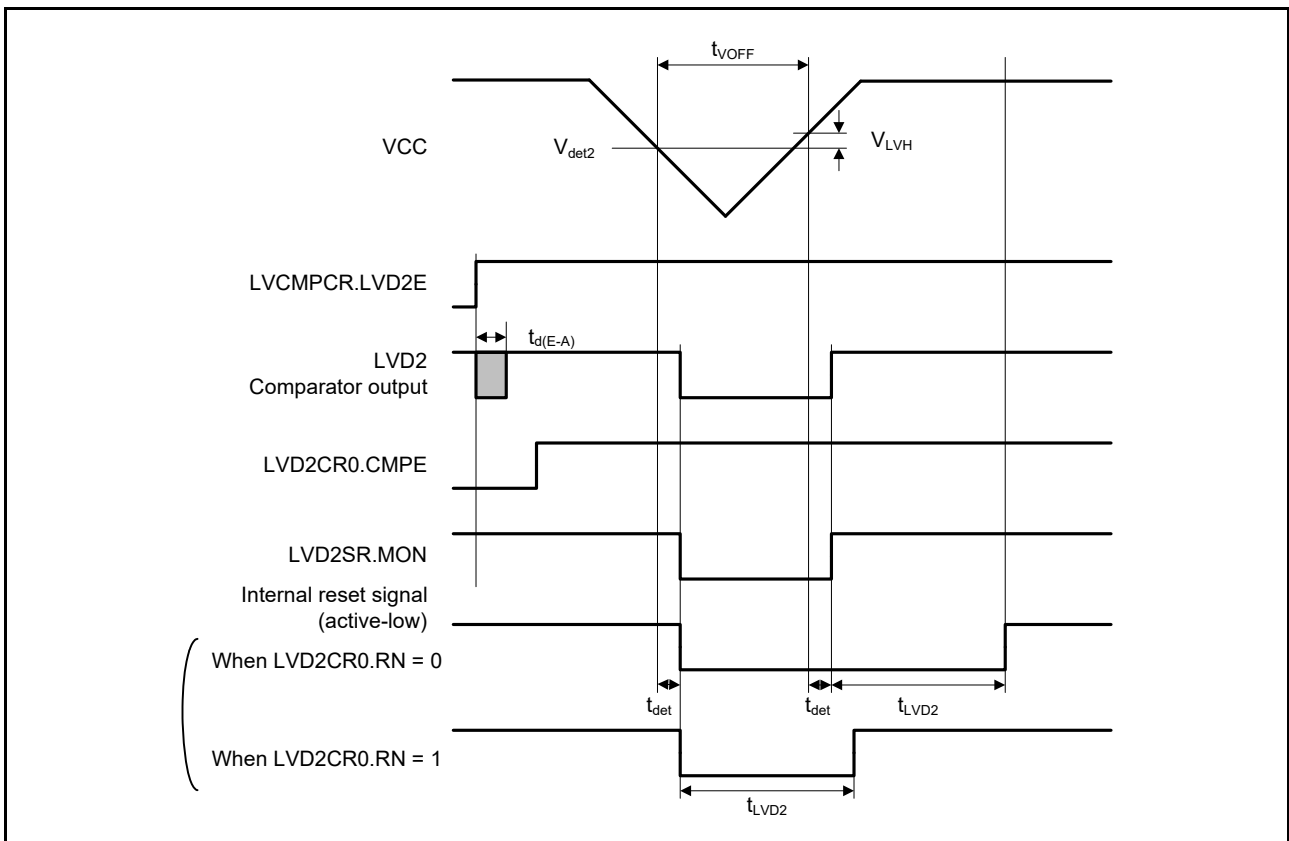 tVOFF
VCC
Vdet2
VLVH
LVCMPCR.LVD2E
td(E-A)
LVD2
Comparator output
LVD2CR0.CMPE
LVD2SR.MON
Internal reset signal
(active-low)
When LVD2CR0.RN = 0
tdet
tdet
tLVD2
When LVD2CR0.RN = 1
tLVD2